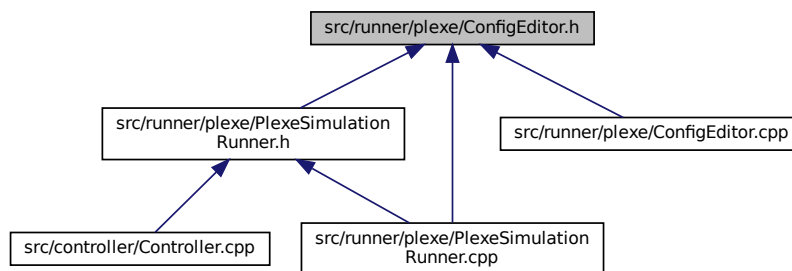 src/runner/plexe/ConfigEditor.h
src/runner/plexe/PlexeSimulation
Runner.h
src/runner/plexe/ConfigEditor.cpp
src/controller/Controller.cpp
src/runner/plexe/PlexeSimulation
Runner.cpp